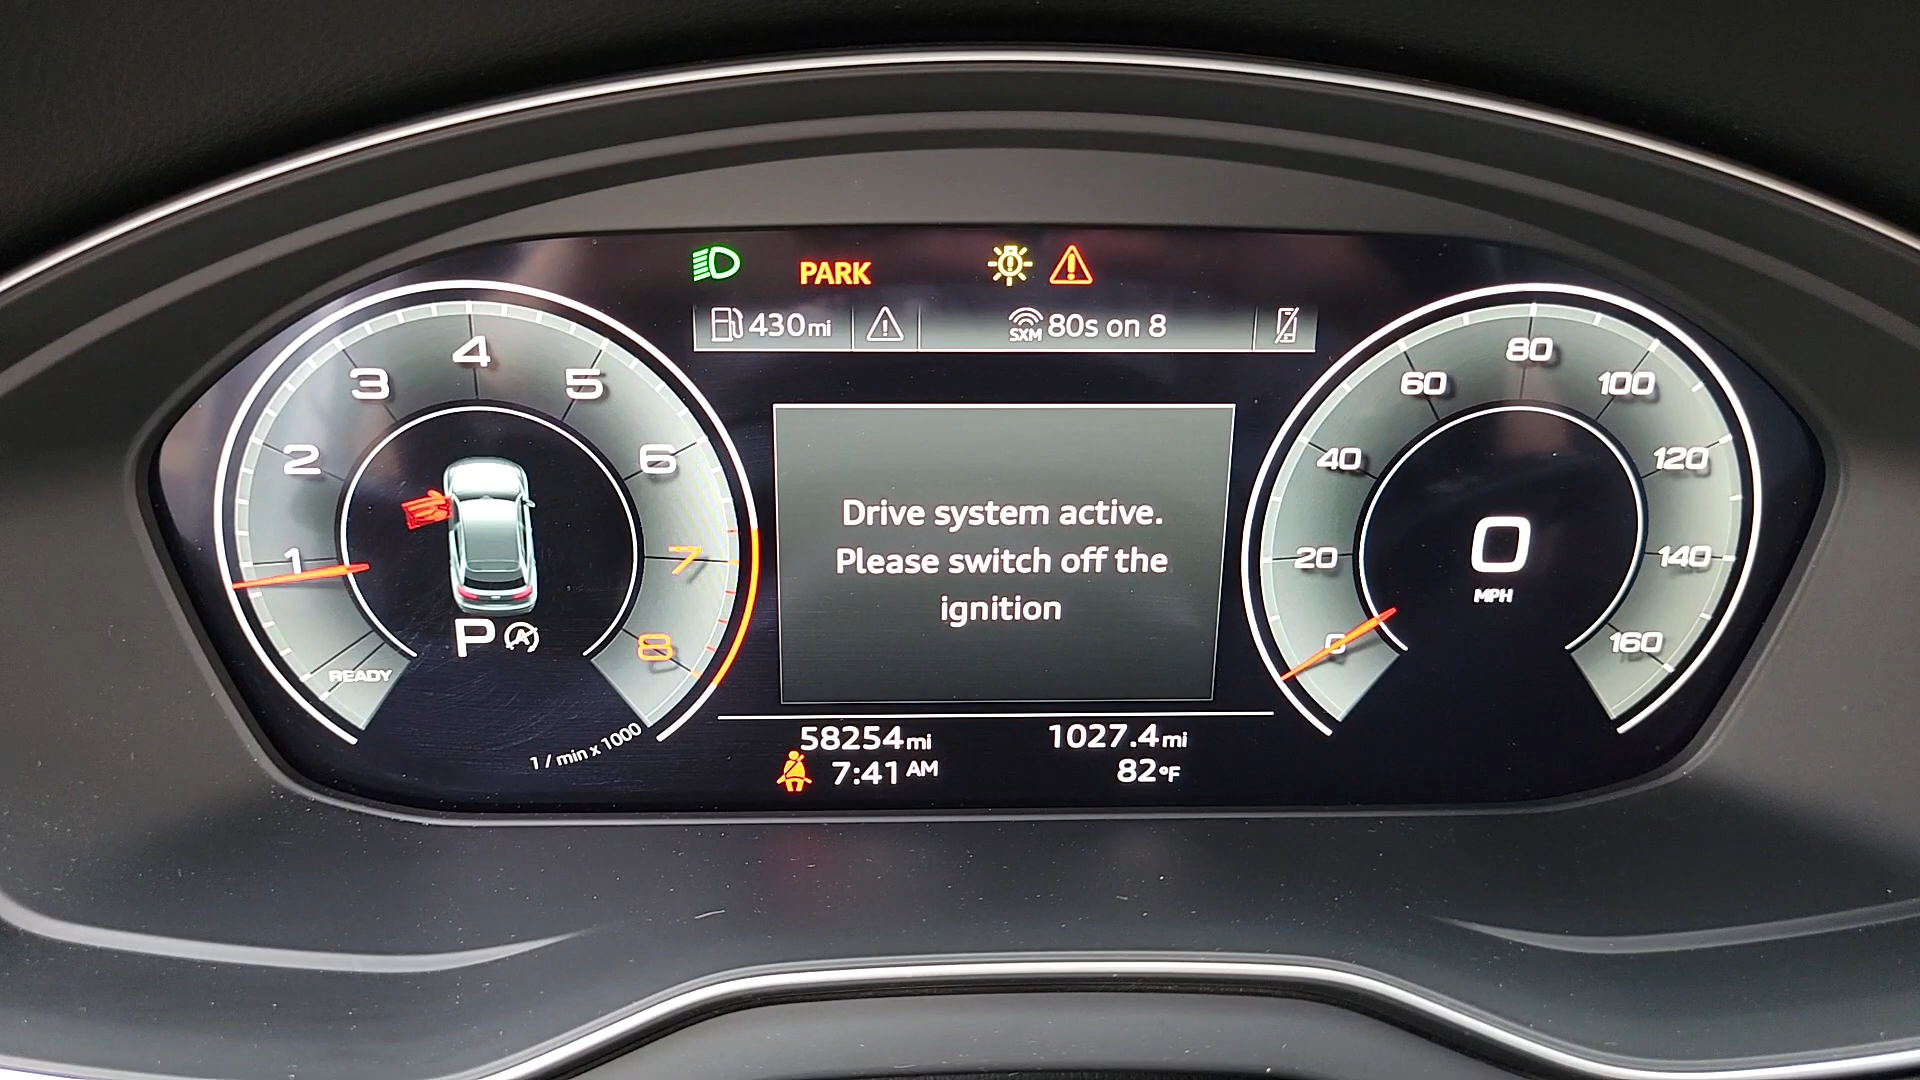 PARK
430mi
SXM 80s on 8
1
2
3
4
5
6
7
8
READY
1 / min x 1000
P A
Drive system active.
Please switch off the
ignition
0
20
40
60
80
100
120
140
160
0
MPH
58254mi 1027.4mi
7:41 AM 82°F